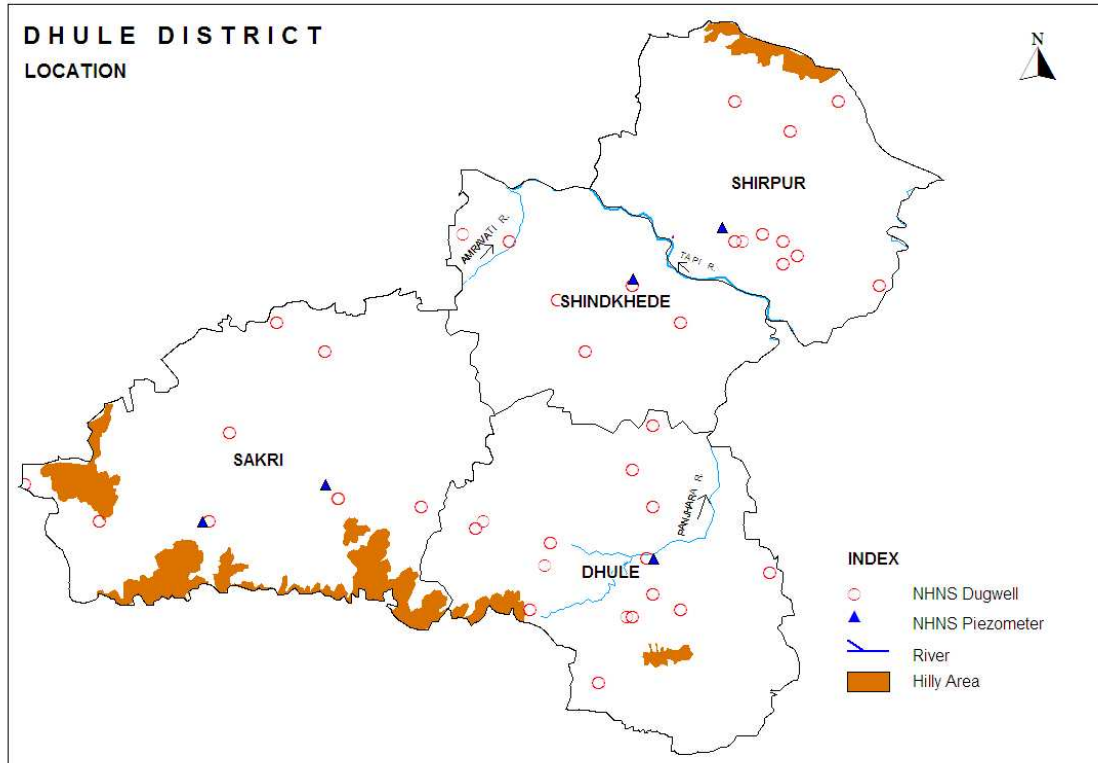 DHULE DISTRICT
LOCATION
N
SHIRPUR
AMRAVATI R.
TAPI R.
SHINDKHEDE
SAKRI
PANJHARA R.
DHULE
INDEX
NHNS Dugwell
NHNS Piezometer
River
Hilly Area